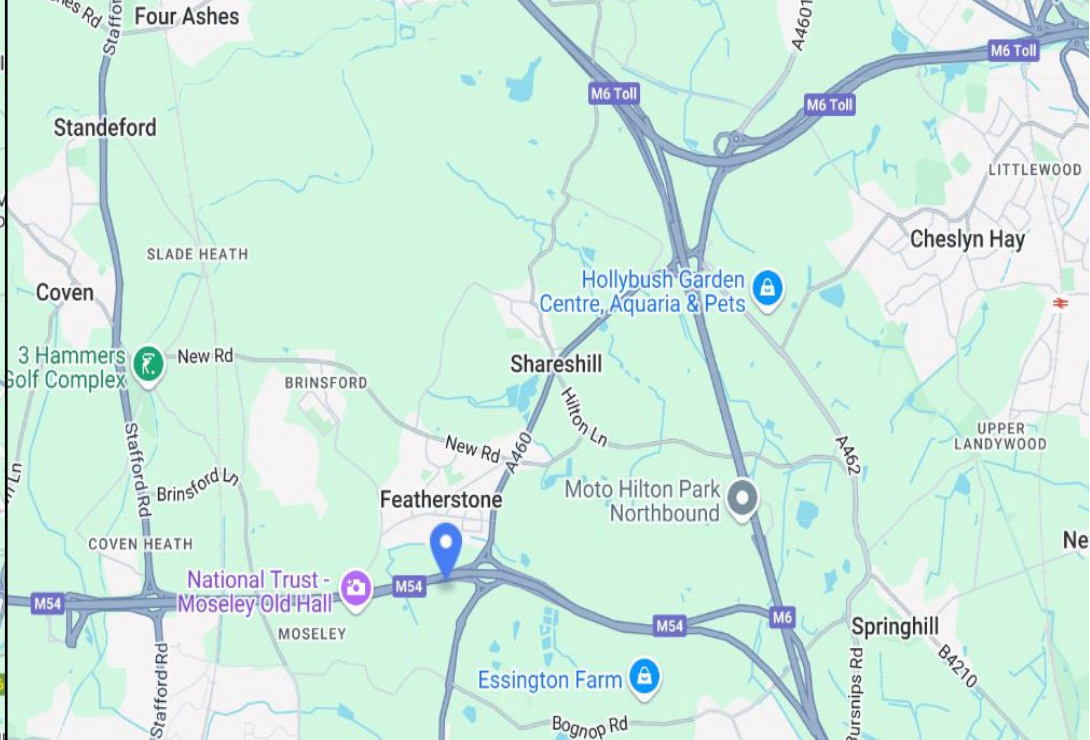 Four Ashes
Stafford
A4601
M6 Toll
M6 Toll
M6 Toll
Standeford
LITTLEWOOD
SLADE HEATH
Cheslyn Hay
Coven
Hollybush Garden
Centre, Aquaria & Pets
3 Hammers
Golf Complex
New Rd
Shareshill
BRINSFORD
Hilton Ln
UPPER
LANDYWOOD
Stafford Rd
New Rd
A460
A462
Brinsford Ln
Featherstone
Moto Hilton Park
Northbound
COVEN HEATH
National Trust -
Moseley Old Hall
M54
M54
M54
M6
MOSELEY
Springhill
Stafford Rd
Essington Farm
B4210
Bognop Rd
Bursnips Rd